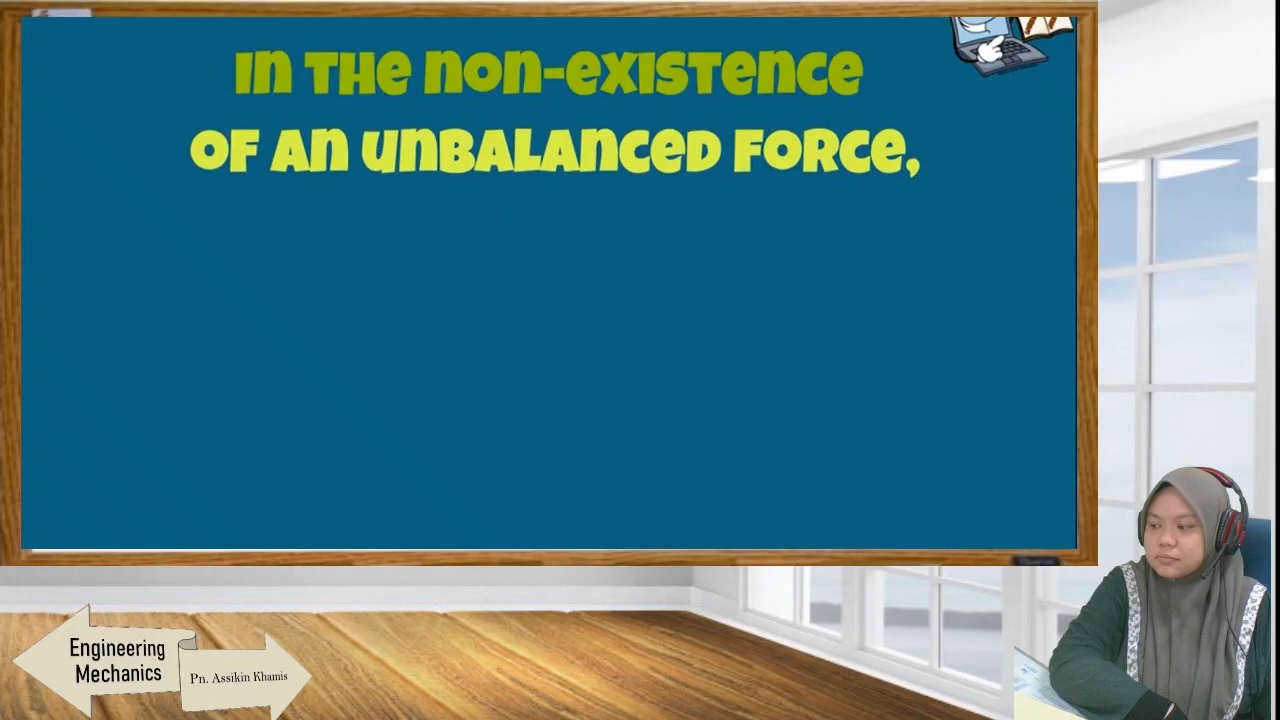 In the non-existence
of an unbalanced force,
Engineering
Mechanics
Pn. Assikin Khamis